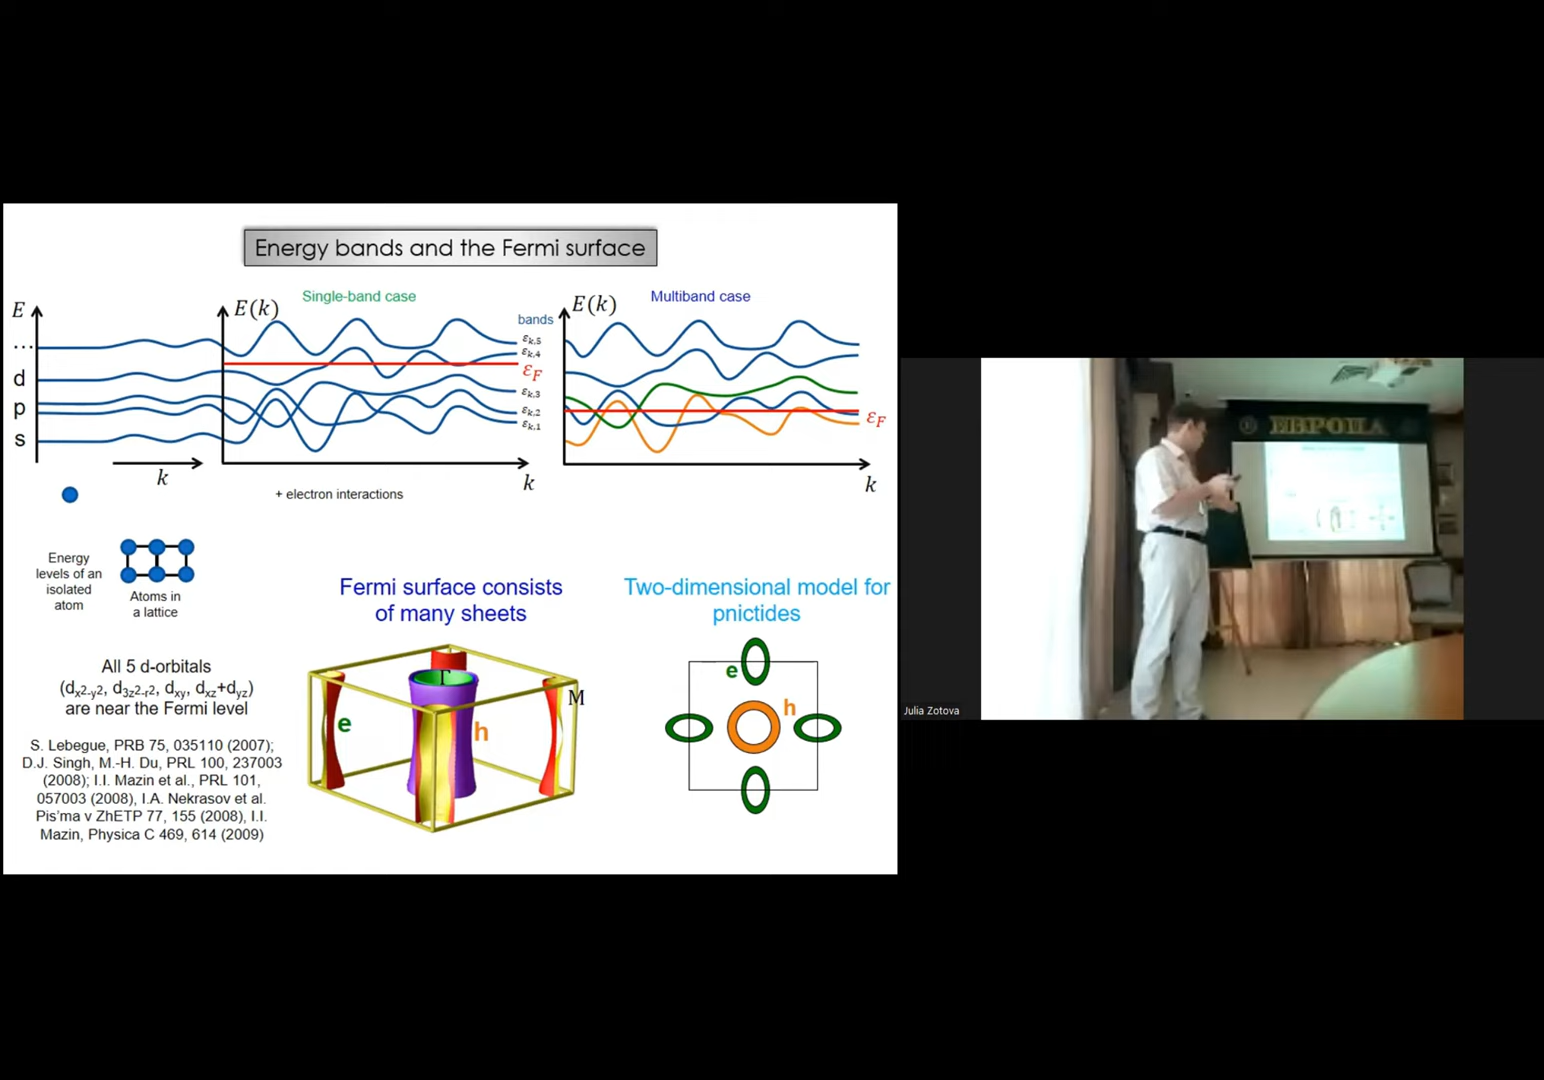 Energy bands and the Fermi surface
Single-band case
Multiband case
E
E(k)
E(k)
bands
...
d
p
s
εk,5
εk,4
εF
εk,3
εk,2
εk,1
εF
k
k
k
+ electron interactions
Energy
levels of an
isolated
atom
Atoms in
a lattice
Fermi surface consists
of many sheets
Two-dimensional model for
pnictides
All 5 d-orbitals
(dx2-y2, d3z2-r2, dxy, dxz+dyz)
are near the Fermi level
S. Lebegue, PRB 75, 035110 (2007);
D.J. Singh, M.-H. Du, PRL 100, 237003
(2008); I.I. Mazin et al., PRL 101,
057003 (2008), I.A. Nekrasov et al.
Pis'ma v ZhETP 77, 155 (2008), I.I.
Mazin, Physica C 469, 614 (2009)
Γ
M
e
h
e
h
ЕВРОПА
Julia Zotova